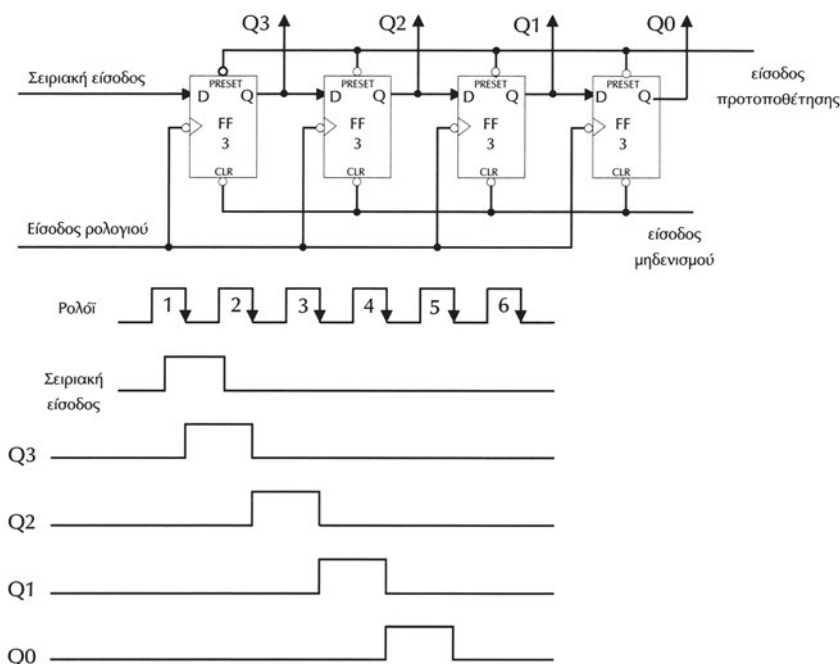 Q3 Q2 Q1 Q0
Σειριακή είσοδος
PRESET PRESET PRESET PRESET
D Q D Q D Q D Q
FF FF FF FF
3 3 3 3
CLR CLR CLR CLR
είσοδος
προτοποθέτησης
Είσοδος ρολογιού
είσοδος
μηδενισμού
Ρολόϊ
1 2 3 4 5 6
Σειριακή
είσοδος
Q3
Q2
Q1
Q0